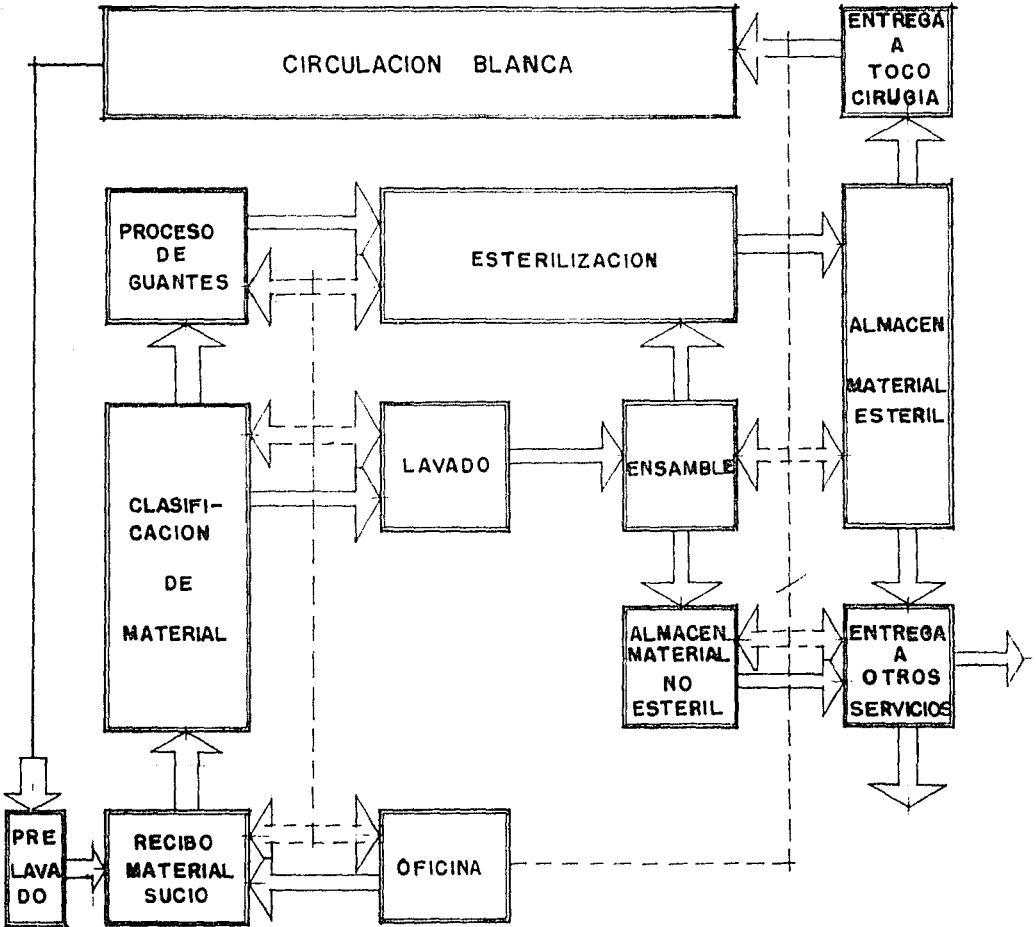 CIRCULACION BLANCA
ENTREGA
A
TOCO
CIRUGIA
PROCESO
DE
GUANTES
ESTERILIZACION
ALMACEN
MATERIAL
ESTERIL
CLASIFI-
CACION
DE
MATERIAL
LAVADO
ENSAMBLE
ALMACEN
MATERIAL
NO
ESTERIL
ENTREGA
A
OTROS
SERVICIOS
PRE
LAVA
DO
RECIBO
MATERIAL
SUCIO
OFICINA